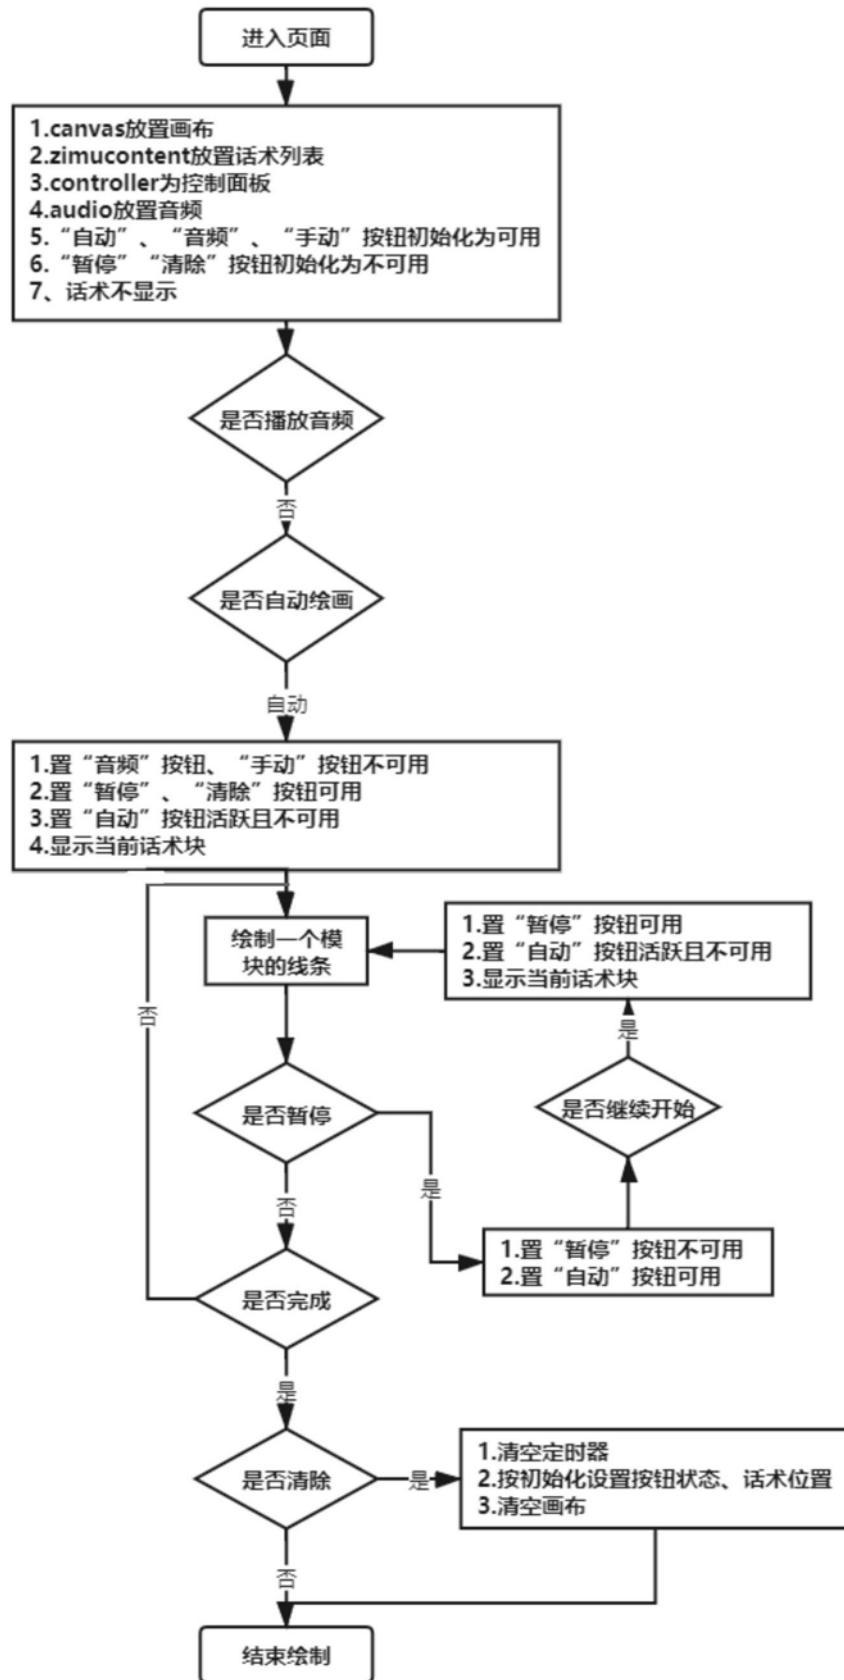 进入页面
1.canvas放置画布
2.zimucontent放置话术列表
3.controller为控制面板
4.audio放置音频
5.“自动”、“音频”、“手动”按钮初始化为可用
6.“暂停”“清除”按钮初始化为不可用
7、话术不显示
是否播放音频
否
是否自动绘画
自动
1.置“音频”按钮、“手动”按钮不可用
2.置“暂停”、“清除”按钮可用
3.置“自动”按钮活跃且不可用
4.显示当前话术块
绘制一个模
块的线条
1.置“暂停”按钮可用
2.置“自动”按钮活跃且不可用
3.显示当前话术块
否
是
是否暂停
是否继续开始
是
否
1.置“暂停”按钮不可用
2.置“自动”按钮可用
是否完成
是
是否清除
是
1.清空定时器
2.按初始化设置按钮状态、话术位置
3.清空画布
否
结束绘制